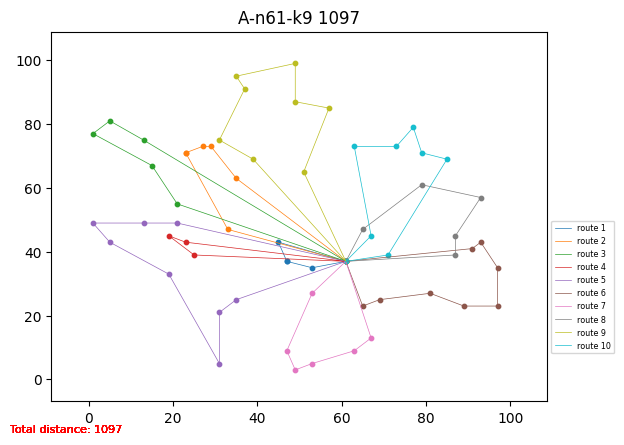 A-n61-k9 1097
100
80
60
40
20
0
0 20 40 60 80 100
route 1
route 2
route 3
route 4
route 5
route 6
route 7
route 8
route 9
route 10
Total distance: 1097